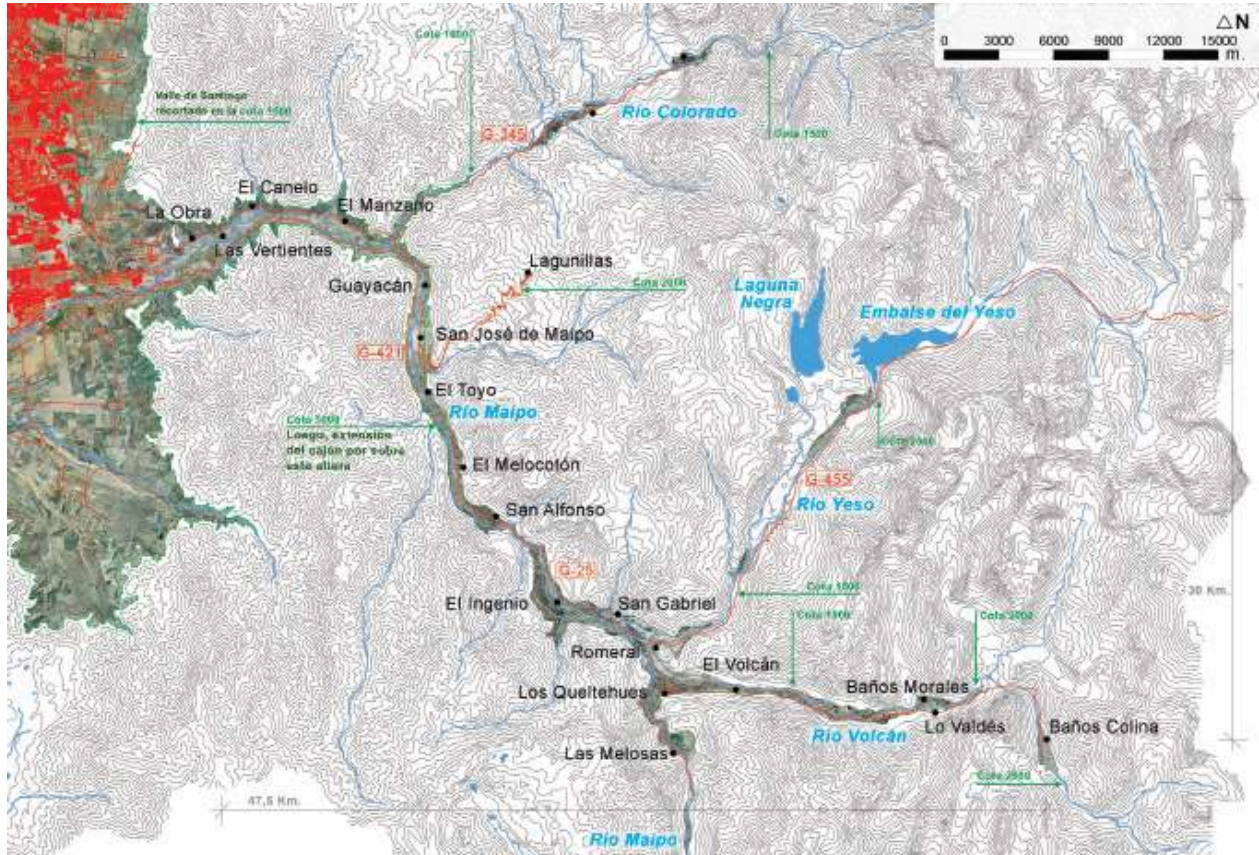 △ N
0 3000 6000 9000 12000 15000
m.
Cota 1500
Valle de Santiago
recortado en la cota 1000
Río Colorado
G-345
Cota 1500
El Canelo
La Obra
El Manzano
Las Vertientes
Lagunillas
Guayacán
Laguna
Negra
Embalse del Yeso
San José de Maipo
G-421
El Toyo
Río Maipo
Luego, extensión
del cajón por sobre
esta altura
El Melocotón
G-455
Río Yeso
San Alfonso
G-25
El Ingenio
San Gabriel
30 Km.
Romeral
El Volcán
Los Queltehues
Baños Morales
Lo Valdés
Río Volcán
Baños Colina
Las Melosas
Cota 2500
47,5 Km.
Río Maipo